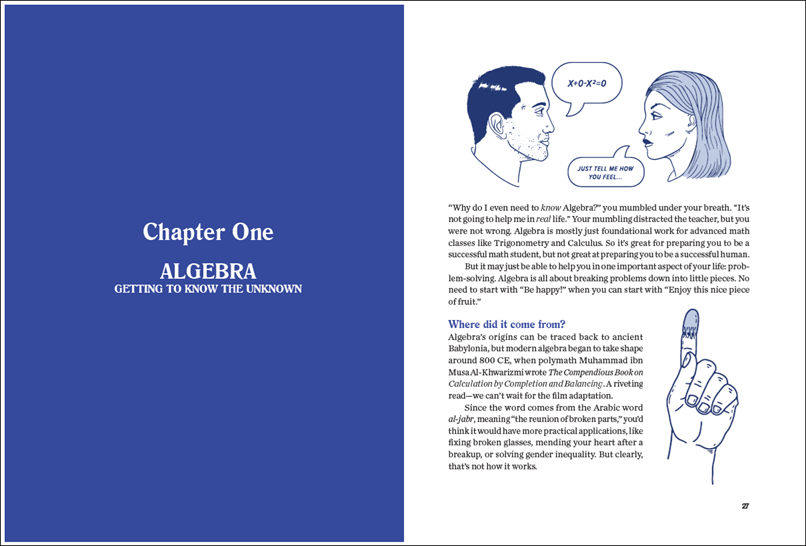 Chapter One
ALGEBRA
GETTING TO KNOW THE UNKNOWN
X+0-X²=0
JUST TELL ME HOW
YOU FEEL...
“Why do I even need to know Algebra?” you mumbled under your breath. “It’s
not going to help me in real life.” Your mumbling distracted the teacher, but you
were not wrong. Algebra is mostly just foundational work for advanced math
classes like Trigonometry and Calculus. So it’s great for preparing you to be a
successful math student, but not great at preparing you to be a successful human.
But it may just be able to help you in one important aspect of your life: prob-
lem-solving. Algebra is all about breaking problems down into little pieces. No
need to start with “Be happy!” when you can start with “Enjoy this nice piece
of fruit.”
Where did it come from?
Algebra’s origins can be traced back to ancient
Babylonia, but modern algebra began to take shape
around 800 CE, when polymath Muhammad ibn
Musa Al-Khwarizmi wrote The Compendious Book on
Calculation by Completion and Balancing. A riveting
read—we can’t wait for the film adaptation.
Since the word comes from the Arabic word
al-jabr, meaning “the reunion of broken parts,” you’d
think it would have more practical applications, like
fixing broken glasses, mending your heart after a
breakup, or solving gender inequality. But clearly,
that’s not how it works.
27